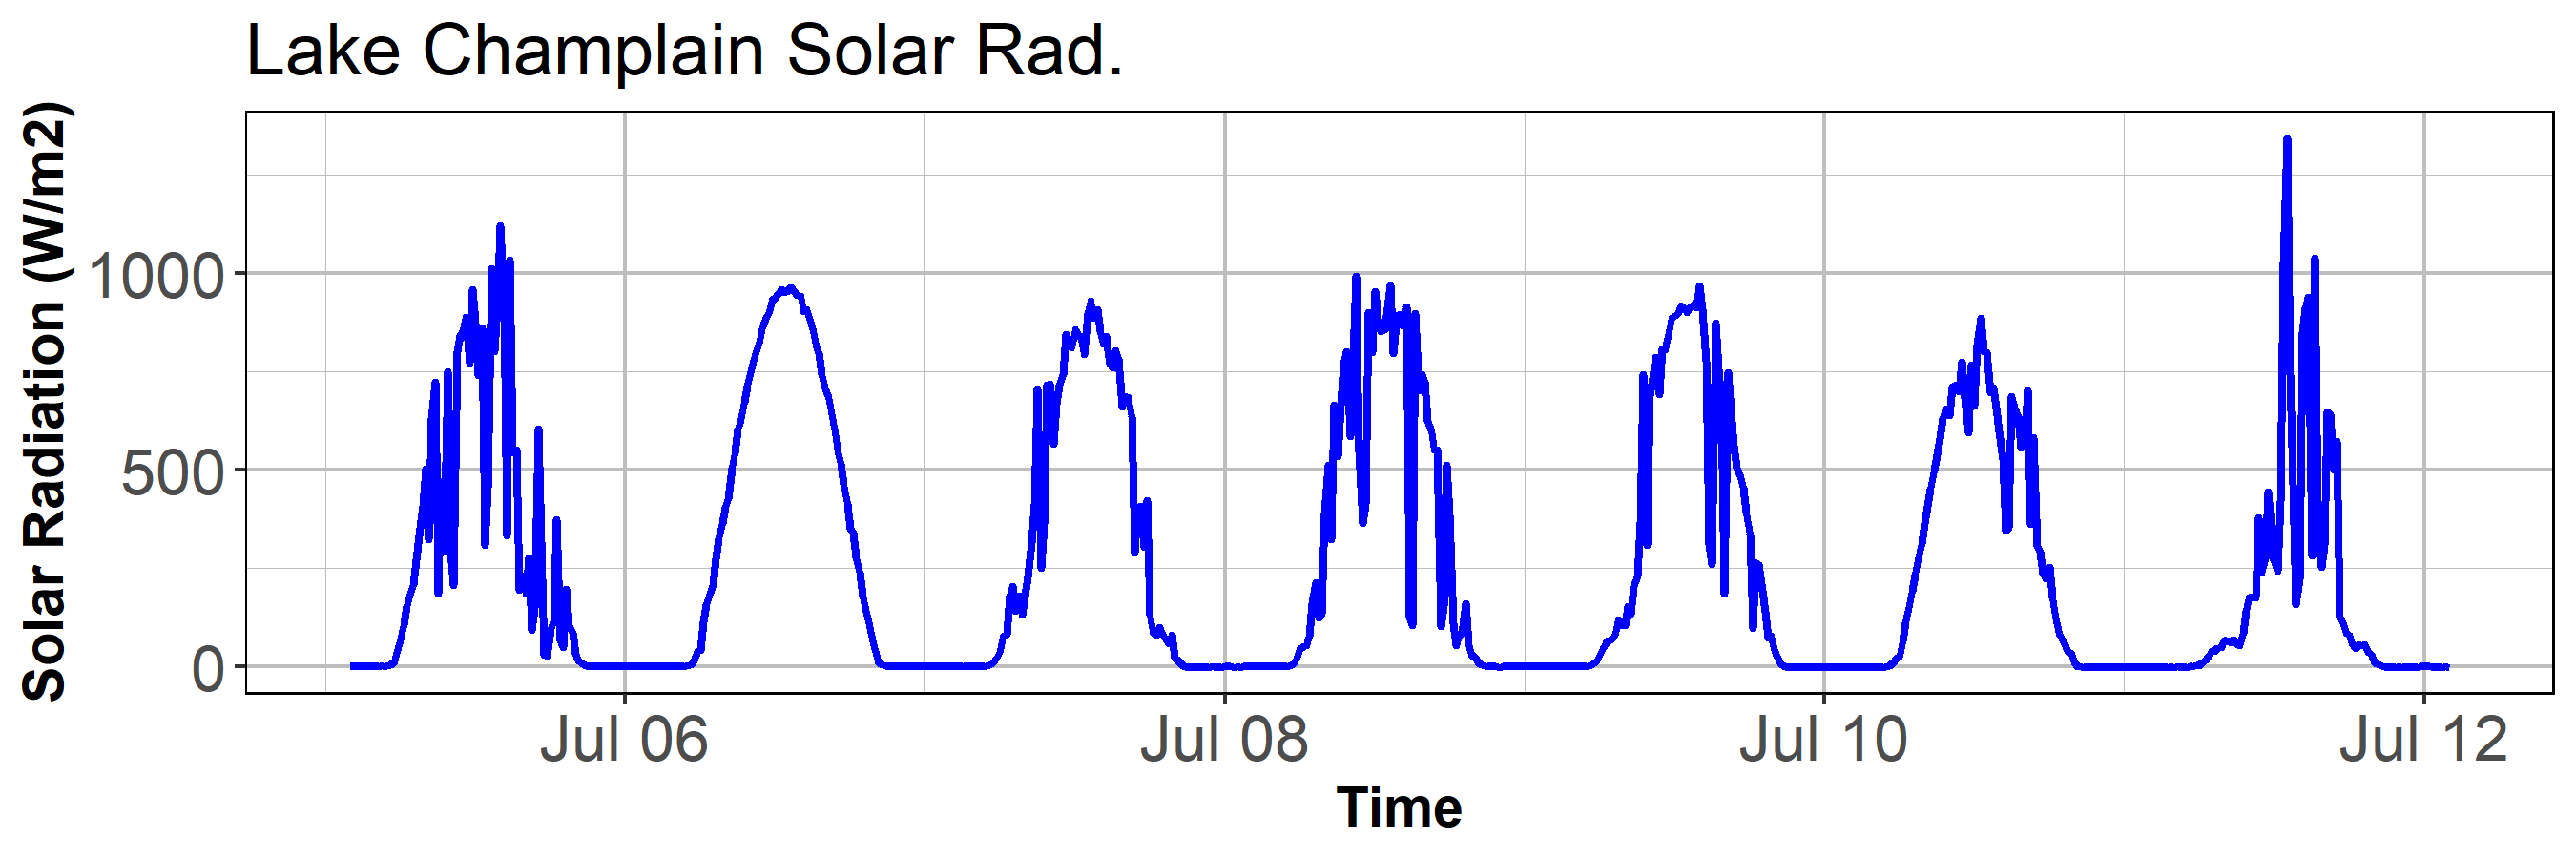 Lake Champlain Solar Rad.
Solar Radiation (W/m2)
1000
500
0
Jul 06 Jul 08 Jul 10 Jul 12
Time